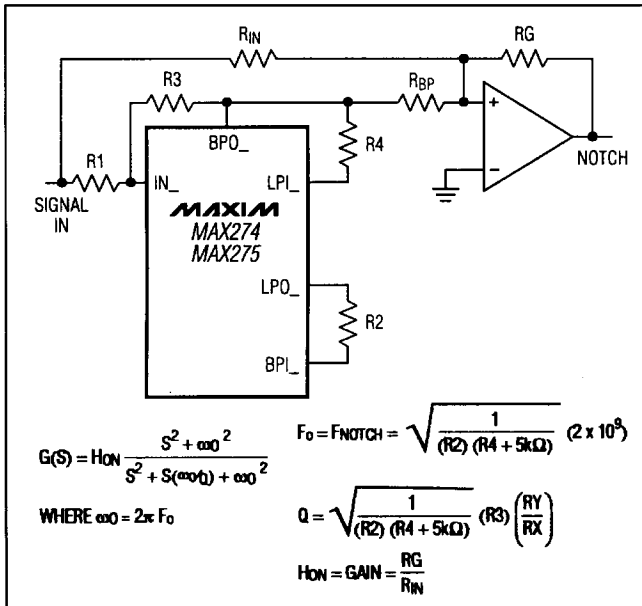 RIN
RG
R3
RBP
BPO_
R4
+
R1
IN_
LPI_
−
NOTCH
SIGNAL
IN
MAXIM
MAX274
MAX275
LPO_
R2
BPI_
G(S) = HON (S² + ω0²) / (S² + S(ω0/Q) + ω0²)
F0 = FNOTCH = √(1 / ((R2) (R4 + 5kΩ))) (2 x 10⁹)
WHERE ω0 = 2π F0
Q = √(1 / ((R2) (R4 + 5kΩ))) (R3) (RY / RX)
HON = GAIN = RG / RIN